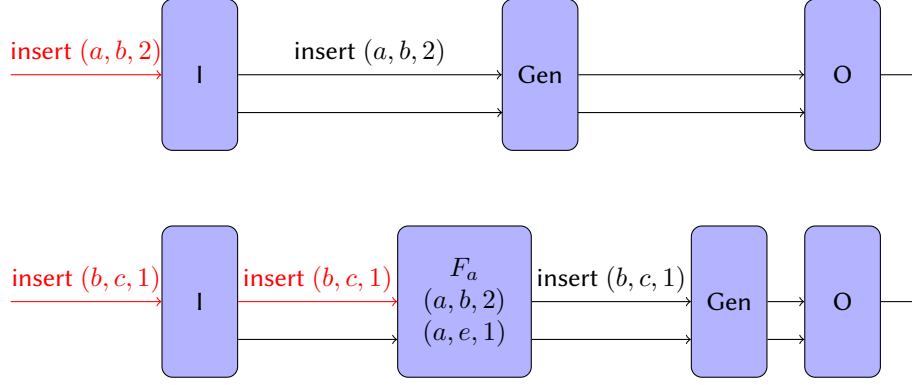 insert (a, b, 2)
I
insert (a, b, 2)
Gen
O
insert (b, c, 1)
I
insert (b, c, 1)
F_a
(a, b, 2)
(a, e, 1)
insert (b, c, 1)
Gen
O